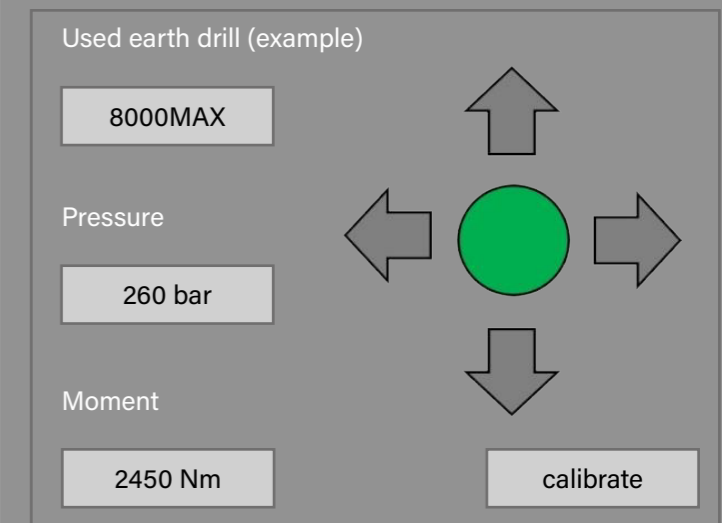 Used earth drill (example)
8000MAX
Pressure
260 bar
Moment
2450 Nm
calibrate